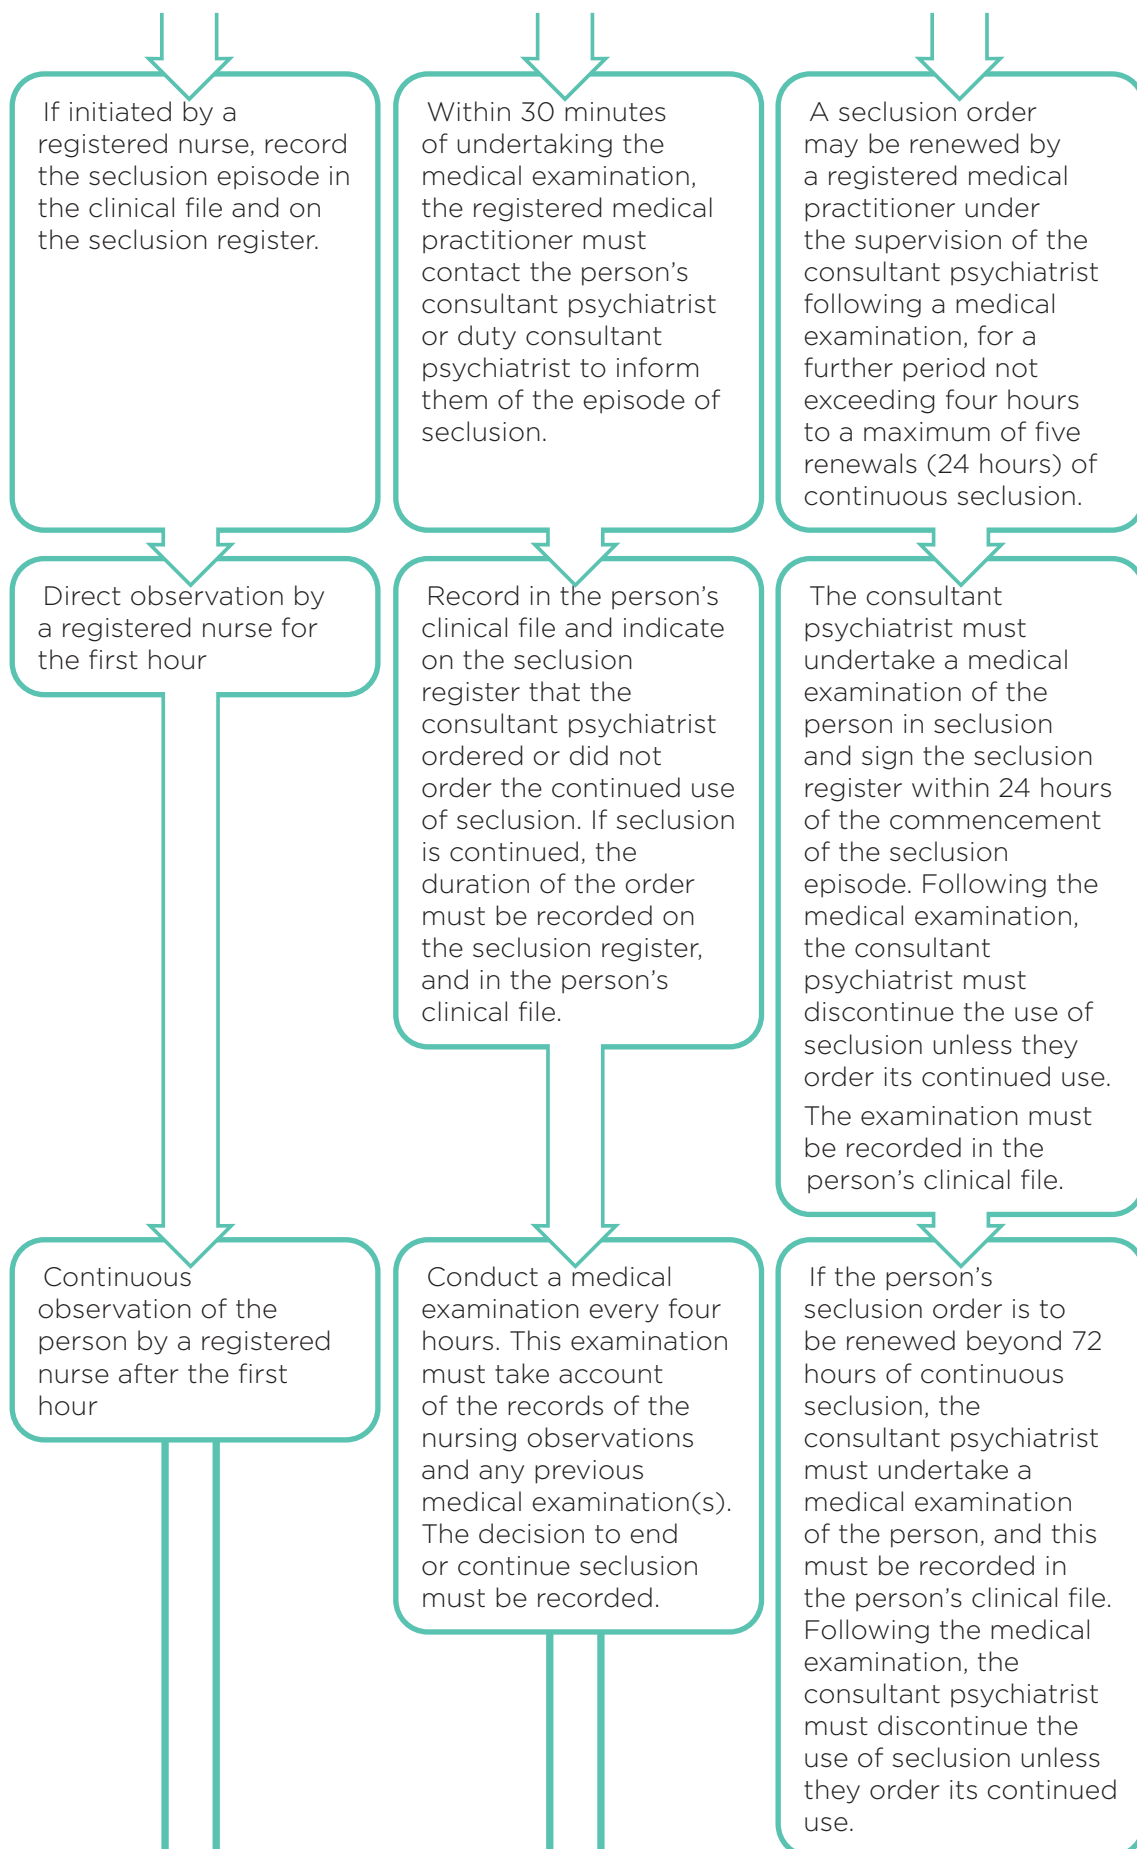 If initiated by a
registered nurse, record
the seclusion episode in
the clinical file and on
the seclusion register.
Direct observation by
a registered nurse for
the first hour
Continuous
observation of the
person by a registered
nurse after the first
hour
Within 30 minutes
of undertaking the
medical examination,
the registered medical
practitioner must
contact the person’s
consultant psychiatrist
or duty consultant
psychiatrist to inform
them of the episode of
seclusion.
Record in the person’s
clinical file and indicate
on the seclusion
register that the
consultant psychiatrist
ordered or did not
order the continued use
of seclusion. If seclusion
is continued, the
duration of the order
must be recorded on
the seclusion register,
and in the person’s
clinical file.
Conduct a medical
examination every four
hours. This examination
must take account
of the records of the
nursing observations
and any previous
medical examination(s).
The decision to end
or continue seclusion
must be recorded.
A seclusion order
may be renewed by
a registered medical
practitioner under
the supervision of the
consultant psychiatrist
following a medical
examination, for a
further period not
exceeding four hours
to a maximum of five
renewals (24 hours) of
continuous seclusion.
The consultant
psychiatrist must
undertake a medical
examination of the
person in seclusion
and sign the seclusion
register within 24 hours
of the commencement
of the seclusion
episode. Following the
medical examination,
the consultant
psychiatrist must
discontinue the use of
seclusion unless they
order its continued use.
The examination must
be recorded in the
person’s clinical file.
If the person’s
seclusion order is to
be renewed beyond 72
hours of continuous
seclusion, the
consultant psychiatrist
must undertake a
medical examination
of the person, and this
must be recorded in
the person’s clinical file.
Following the medical
examination, the
consultant psychiatrist
must discontinue the
use of seclusion unless
they order its continued
use.